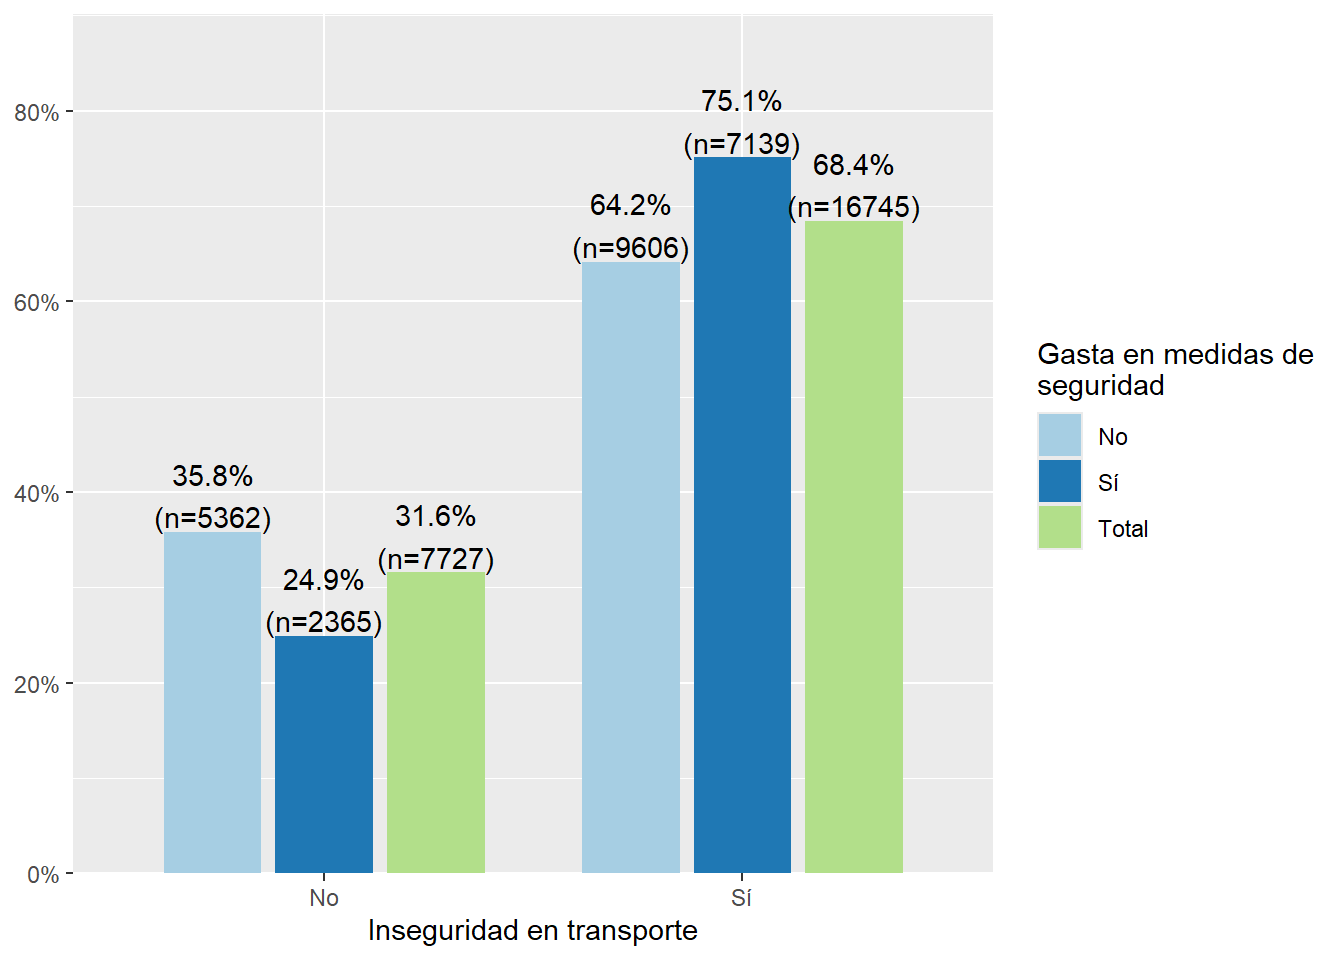 80%
60%
40%
20%
0%
35.8%
(n=5362)
24.9%
(n=2365)
31.6%
(n=7727)
64.2%
(n=9606)
75.1%
(n=7139)
68.4%
(n=16745)
No
Sí
Inseguridad en transporte
Gasta en medidas de
seguridad
No
Sí
Total